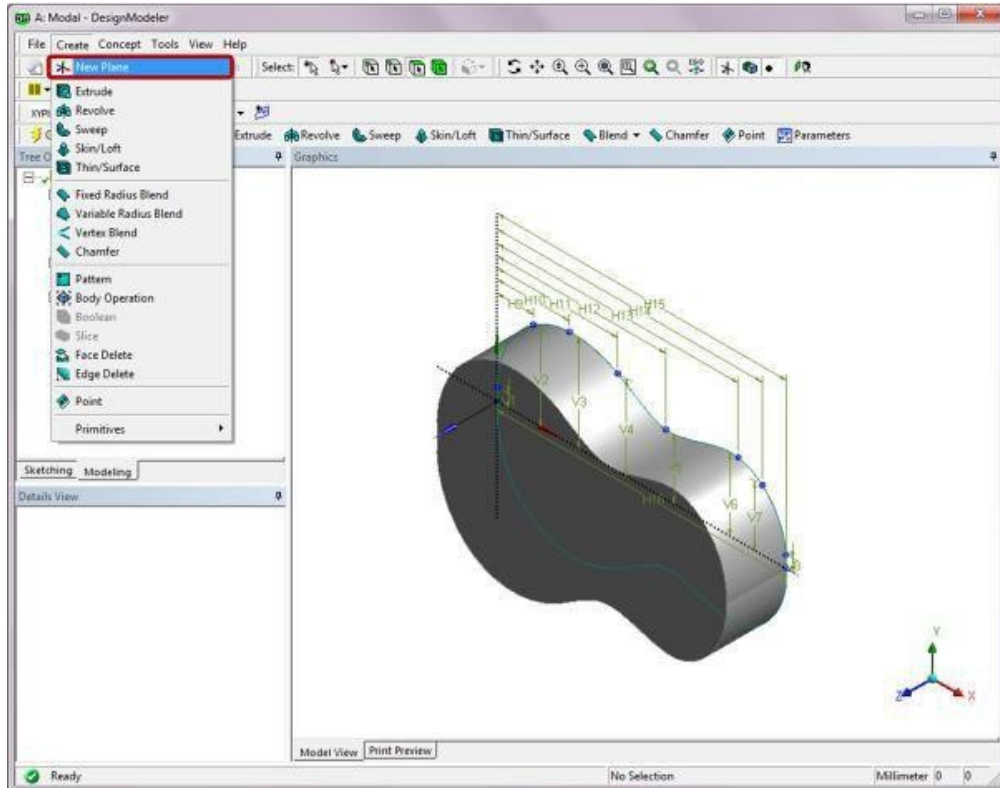 A: Modal - DesignModeler
File Create Concept Tools View Help
New Plane
Select:
Extrude
Revolve
Sweep
Skin/Loft
Thin/Surface
Fixed Radius Blend
Variable Radius Blend
Vertex Blend
Chamfer
Pattern
Body Operation
Boolean
Slice
Face Delete
Edge Delete
Point
Primitives
Extrude Revolve Sweep Skin/Loft Thin/Surface Blend Chamfer Point Parameters
Graphics
H10 H11 H12 H13 H15
V2 V3 V4
V6 V7
Y
Z X
Sketching Modeling
Details View
Model View Print Preview
Ready No Selection Millimeter 0 0